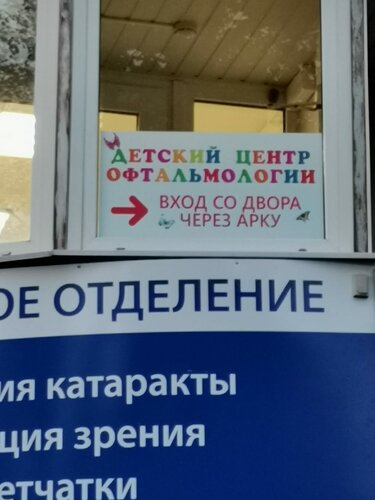 ДЕТСКИЙ ЦЕНТР
ОФТАЛЬМОЛОГИИ
ВХОД СО ДВОРА
ЧЕРЕЗ АРКУ
ОЕ ОТДЕЛЕНИЕ
ия катаракты
ция зрения
етчатки